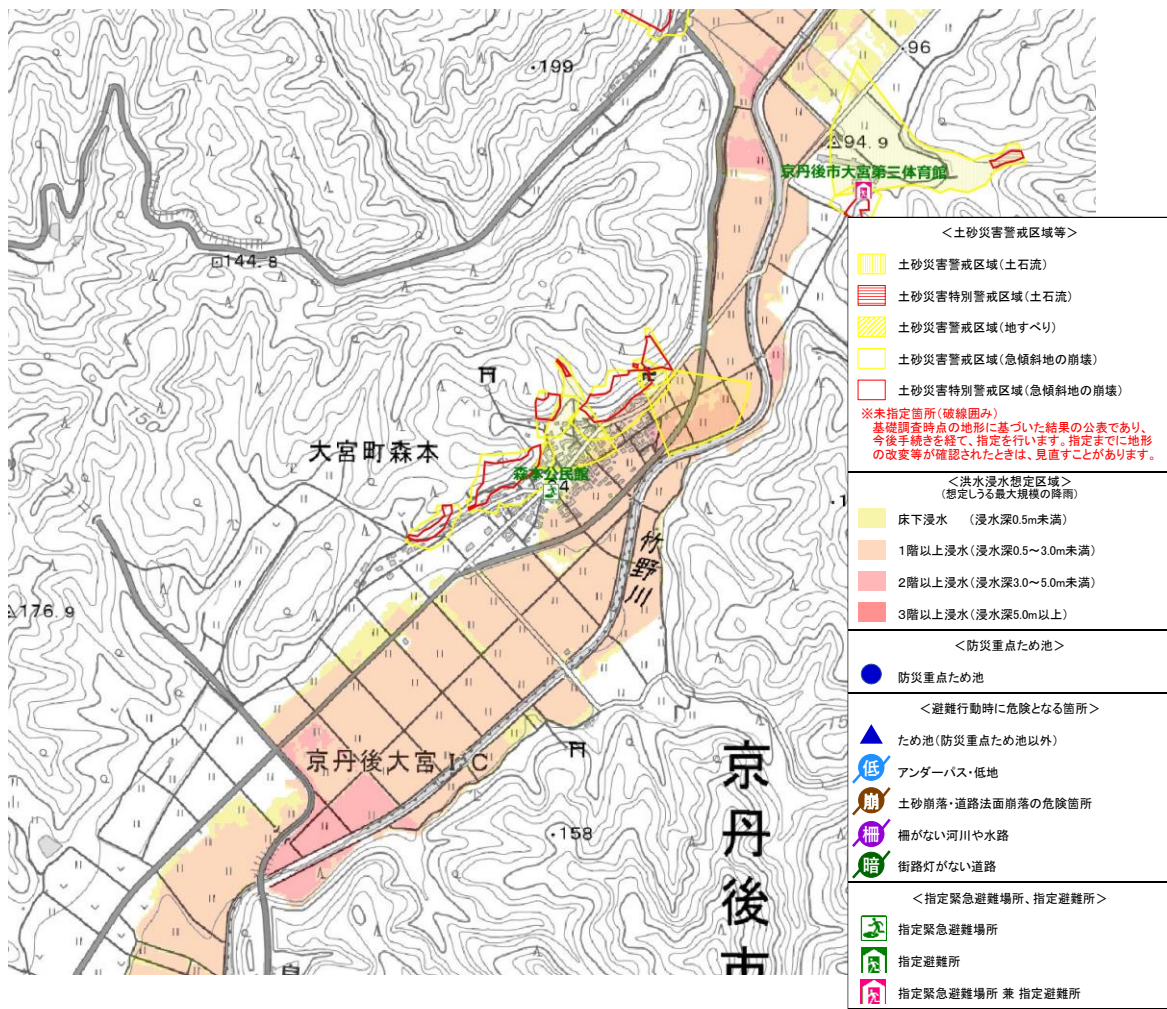 ・96
・199
94.9
京丹後市大宮第三体育館
144.8
大宮町森本
森本公民館
竹野川
176.9
京丹後大宮IC
・158
京丹後市
＜土砂災害警戒区域等＞
土砂災害警戒区域（土石流）
土砂災害特別警戒区域（土石流）
土砂災害警戒区域（地すべり）
土砂災害警戒区域（急傾斜地の崩壊）
土砂災害特別警戒区域（急傾斜地の崩壊）
※未指定箇所（破線囲み）
基礎調査時点の地形に基づいた結果の公表であり、
今後手続きを経て、指定を行います。指定までに地形
の改変等が確認されたときは、見直すことがあります。
＜洪水浸水想定区域＞
（想定しうる最大規模の降雨）
床下浸水　（浸水深0.5m未満）
1階以上浸水（浸水深0.5～3.0m未満）
2階以上浸水（浸水深3.0～5.0m未満）
3階以上浸水（浸水深5.0m以上）
＜防災重点ため池＞
防災重点ため池
＜避難行動時に危険となる箇所＞
ため池（防災重点ため池以外）
低 アンダーパス・低地
崩 土砂崩落・道路法面崩落の危険箇所
柵 柵がない河川や水路
暗 街路灯がない道路
＜指定緊急避難場所、指定避難所＞
指定緊急避難場所
指定避難所
指定緊急避難場所 兼 指定避難所